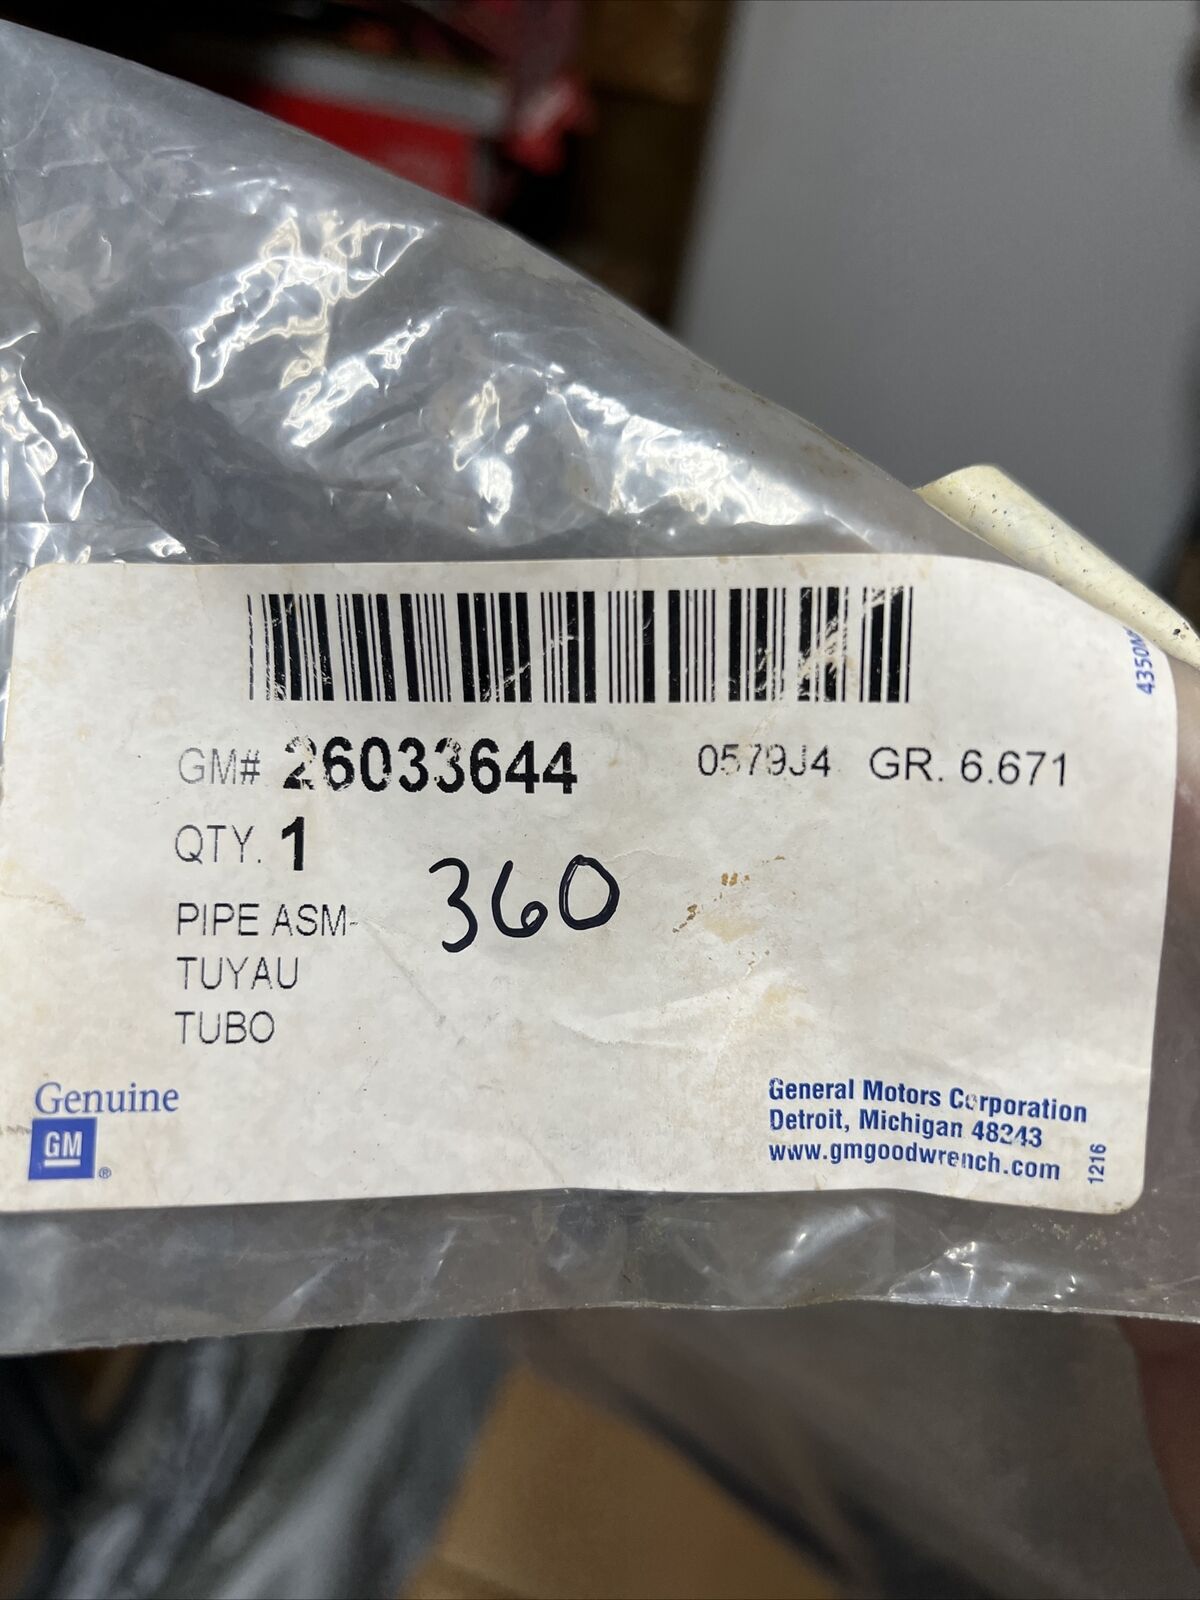 GM# 26033644 0579J4 GR. 6.671
QTY. 1
360
PIPE ASM-
TUYAU
TUBO
Genuine
GM
®
General Motors Corporation
Detroit, Michigan 48243
www.gmgoodwrench.com
1216